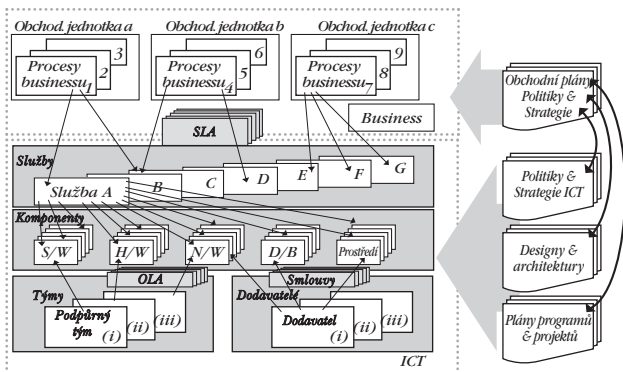 Obchod. jednotka a
Obchod. jednotka b
Obchod. jednotka c
3
2
Procesy
businessu 1
6
5
Procesy
businessu 4
9
8
Procesy
businessu 7
Business
SLA
Služby
Služba A
B
C
D
E
F
G
Komponenty
S/W
H/W
N/W
D/B
Prostředí
OLA
Smlouvy
Týmy
Podpůrný
tým
(i)
(ii)
(iii)
Dodavatelé
Dodavatel
(i)
(ii)
(iii)
ICT
Obchodní plány
Politiky &
Strategie
Politiky &
Strategie ICT
Designy &
architektury
Plány programů
& projektů